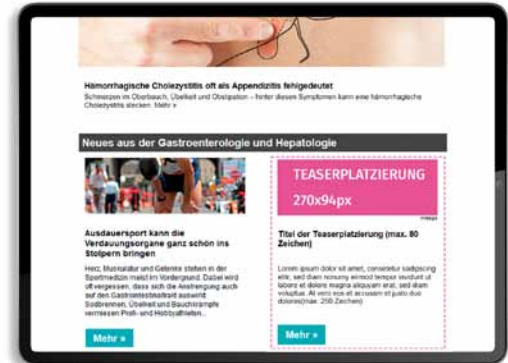 Hämorrhagische Cholezystitis oft als Appendizitis fehlgedeutet
Schmerzen im Oberbauch, Übelkeit und Obstipation – hinter diesen Symptomen kann eine hämorrhagische
Cholezystitis stecken. Mehr »
Neues aus der Gastroenterologie und Hepatologie
Ausdauersport kann die
Verdauungsorgane ganz schön ins
Stolpern bringen
Herz, Muskulatur und Gelenke stehen in der
Sportmedizin meist im Vordergrund. Dabei wird
oft vergessen, dass sich die Anstrengung auch
auf den Gastrointestinaltrakt auswirkt:
Sodbrennen, Übelkeit und Bauchkrämpfe
vermiesen Profi- und Hobbyathleten...
Mehr »
TEASERPLATZIERUNG
270x94px
Titel der Teaserplatzierung (max. 80
Zeichen)
Lorem ipsum dolor sit amet, consetetur sadipscing
elitr, sed diam nonumy eirmod tempor invidunt ut
labore et dolore magna aliquyam erat, sed diam
voluptua. At vero eos et accusam et justo duo
dolores(max. 250 Zeichen)
Mehr »